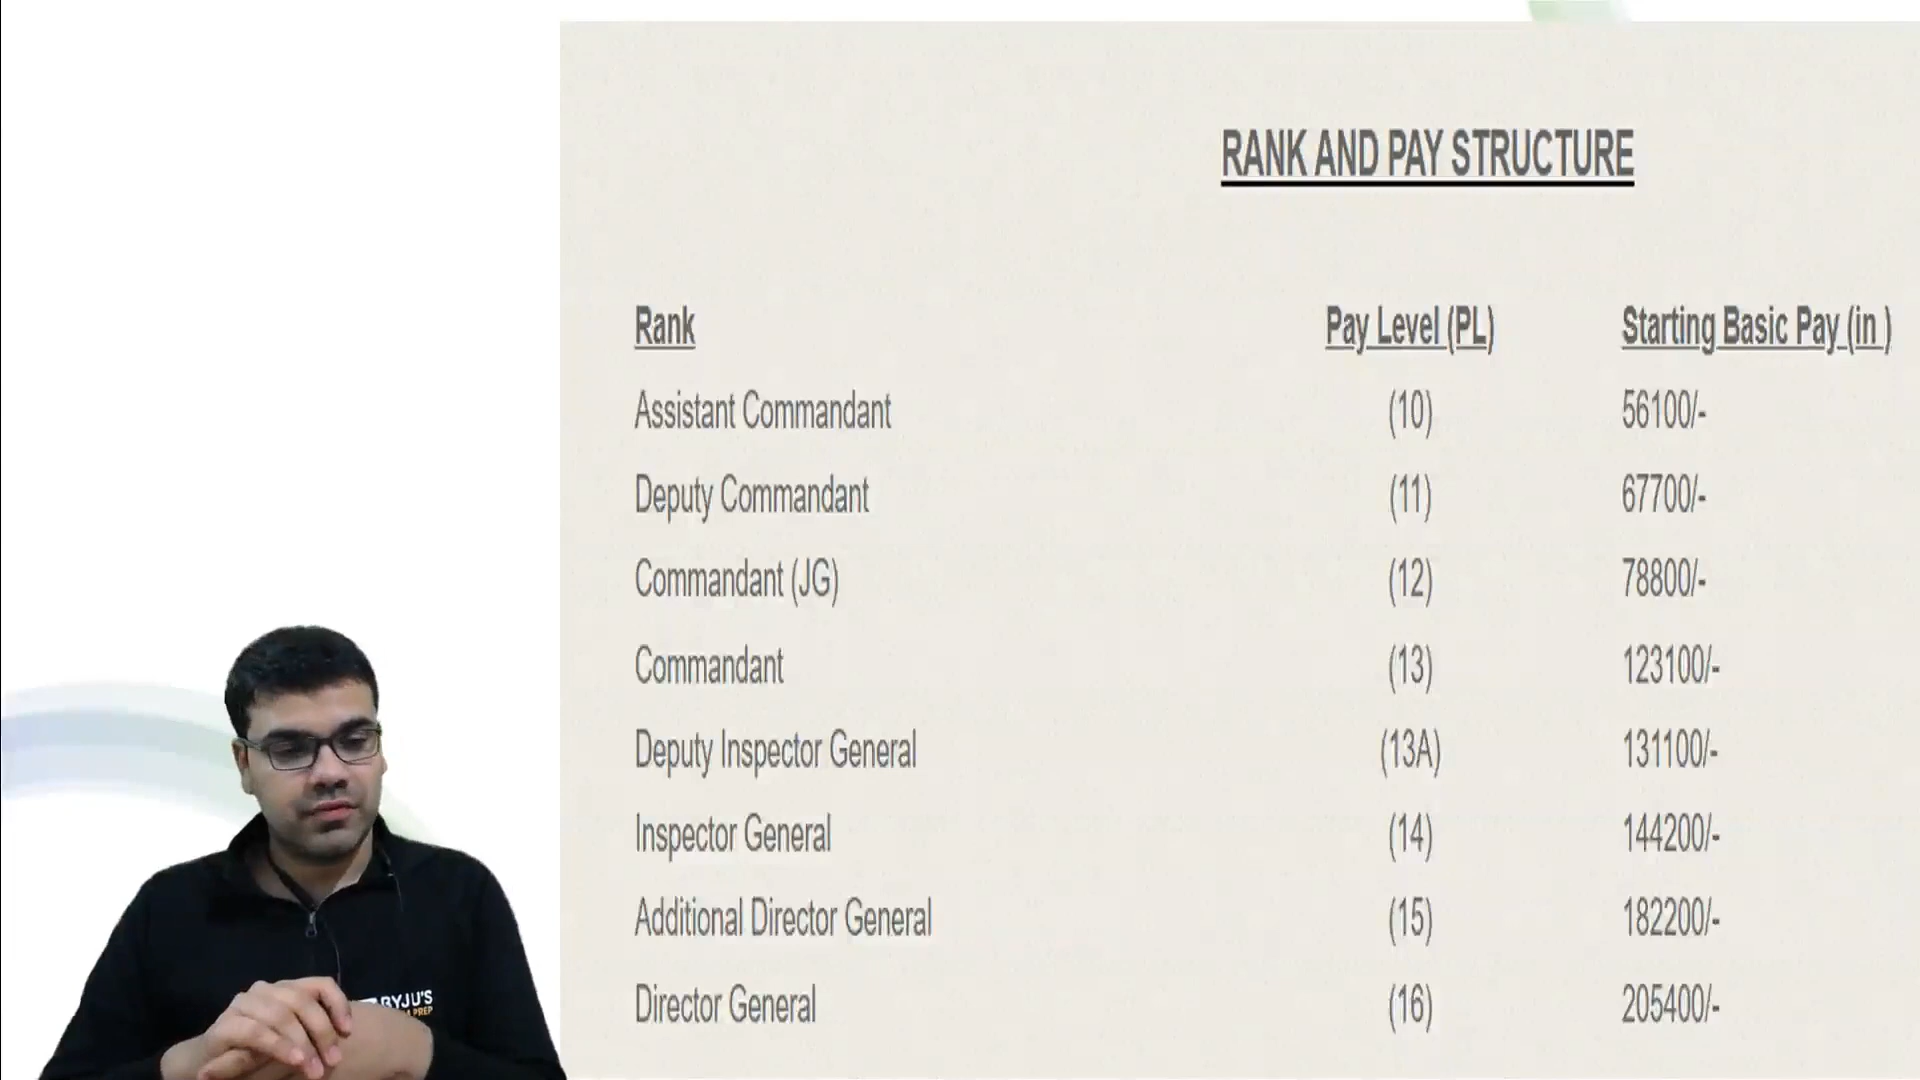 RANK AND PAY STRUCTURE
Rank Pay Level (PL) Starting Basic Pay (in )
Assistant Commandant (10) 56100/-
Deputy Commandant (11) 67700/-
Commandant (JG) (12) 78800/-
Commandant (13) 123100/-
Deputy Inspector General (13A) 131100/-
Inspector General (14) 144200/-
Additional Director General (15) 182200/-
Director General (16) 205400/-
BYJU'S
PREP